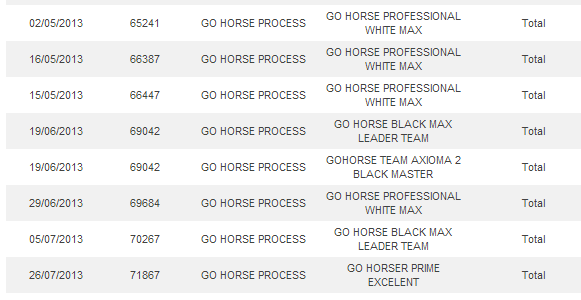 GO HORSE PROFESSIONAL
02/05/2013 65241 GO HORSE PROCESS Total
WHITE MAX
GO HORSE PROFESSIONAL
16/05/2013 66387 GO HORSE PROCESS Total
WHITE MAX
GO HORSE PROFESSIONAL
15/05/2013 66447 GO HORSE PROCESS Total
WHITE MAX
GO HORSE BLACK MAX
19/06/2013 69042 GO HORSE PROCESS Total
LEADER TEAM
GOHORSE TEAM AXIOMA 2
19/06/2013 69042 GO HORSE PROCESS Total
BLACK MASTER
GO HORSE PROFESSIONAL
29/06/2013 69684 GO HORSE PROCESS Total
WHITE MAX
GO HORSE BLACK MAX
05/07/2013 70267 GO HORSE PROCESS Total
LEADER TEAM
GO HORSER PRIME
26/07/2013 71867 GO HORSE PROCESS Total
EXCELENT